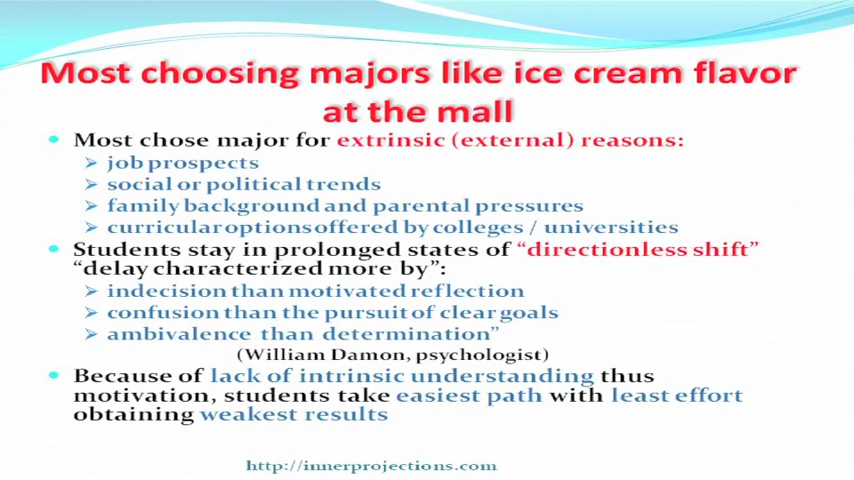 Most choosing majors like ice cream flavor
at the mall
Most chose major for extrinsic (external) reasons:
job prospects
social or political trends
family background and parental pressures
curricular options offered by colleges / universities
Students stay in prolonged states of “directionless shift”
“delay characterized more by”:
indecision than motivated reflection
confusion than the pursuit of clear goals
ambivalence than determination”
(William Damon, psychologist)
Because of lack of intrinsic understanding thus
motivation, students take easiest path with least effort
obtaining weakest results
http://innerprojections.com